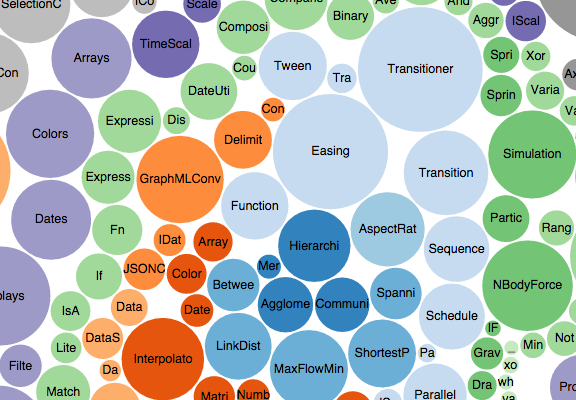 SelectionC
Scale
Composi
Binary
And
Aggr
IScal
Arrays
TimeScal
Tween
Transitioner
Spri
Xor
Con
Cou
Tra
DateUti
Sprin
Varia
Colors
Expressi
Dis
Con
Delimit
Easing
Simulation
Express
GraphMLConv
Transition
Function
Dates
Fn
IDat
Array
Hierarchi
AspectRat
Partic
Rang
Sequence
If
JSONC
Color
Mer
Betwee
Spanni
NBodyForce
plays
IsA
Data
Date
Agglome
Communi
Schedule
IF
Lite
DataS
Interpolato
LinkDist
MaxFlowMin
ShortestP
Pa
Grav
_
Min
Not
Filte
Da
xo
Match
Matri
Numb
Parallel
Dra
wh